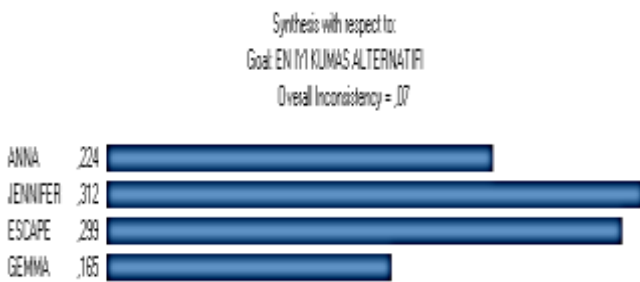 Synthesis with respect to:
Goal: EN IYI KUMAS ALTERNATIFI
Overall Inconsistency = ,07
ANNA ,224
JENNIFER ,312
ESCAPE ,299
GEMMA ,165